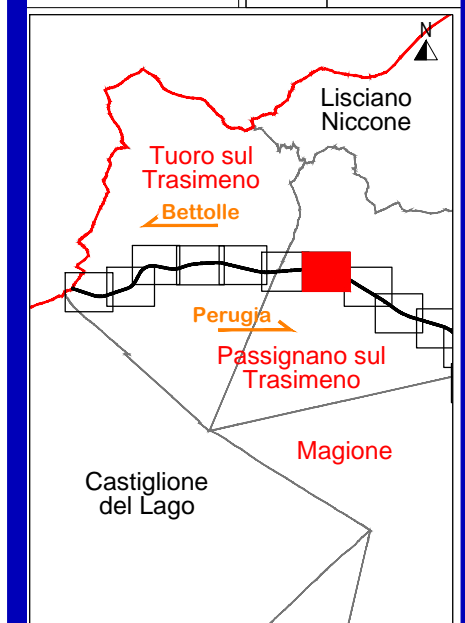 N
Lisciano
Niccone
Tuoro sul
Trasimeno
Bettolle
Perugia
Passignano sul
Trasimeno
Magione
Castiglione
del Lago